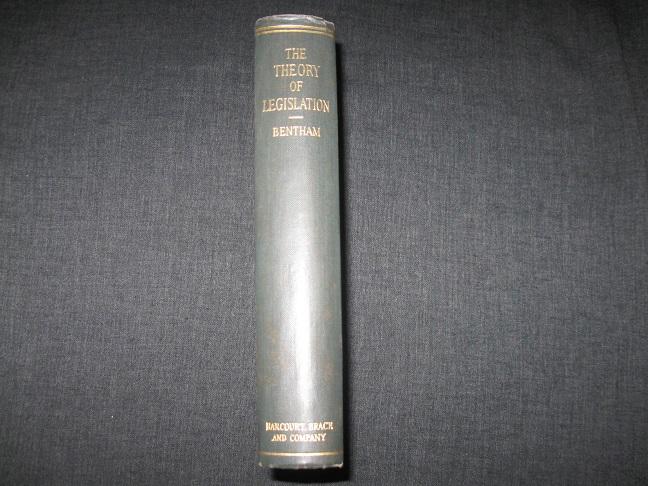 THE
THEORY
OF
LEGISLATION
BENTHAM
HARCOURT, BRACE
AND COMPANY